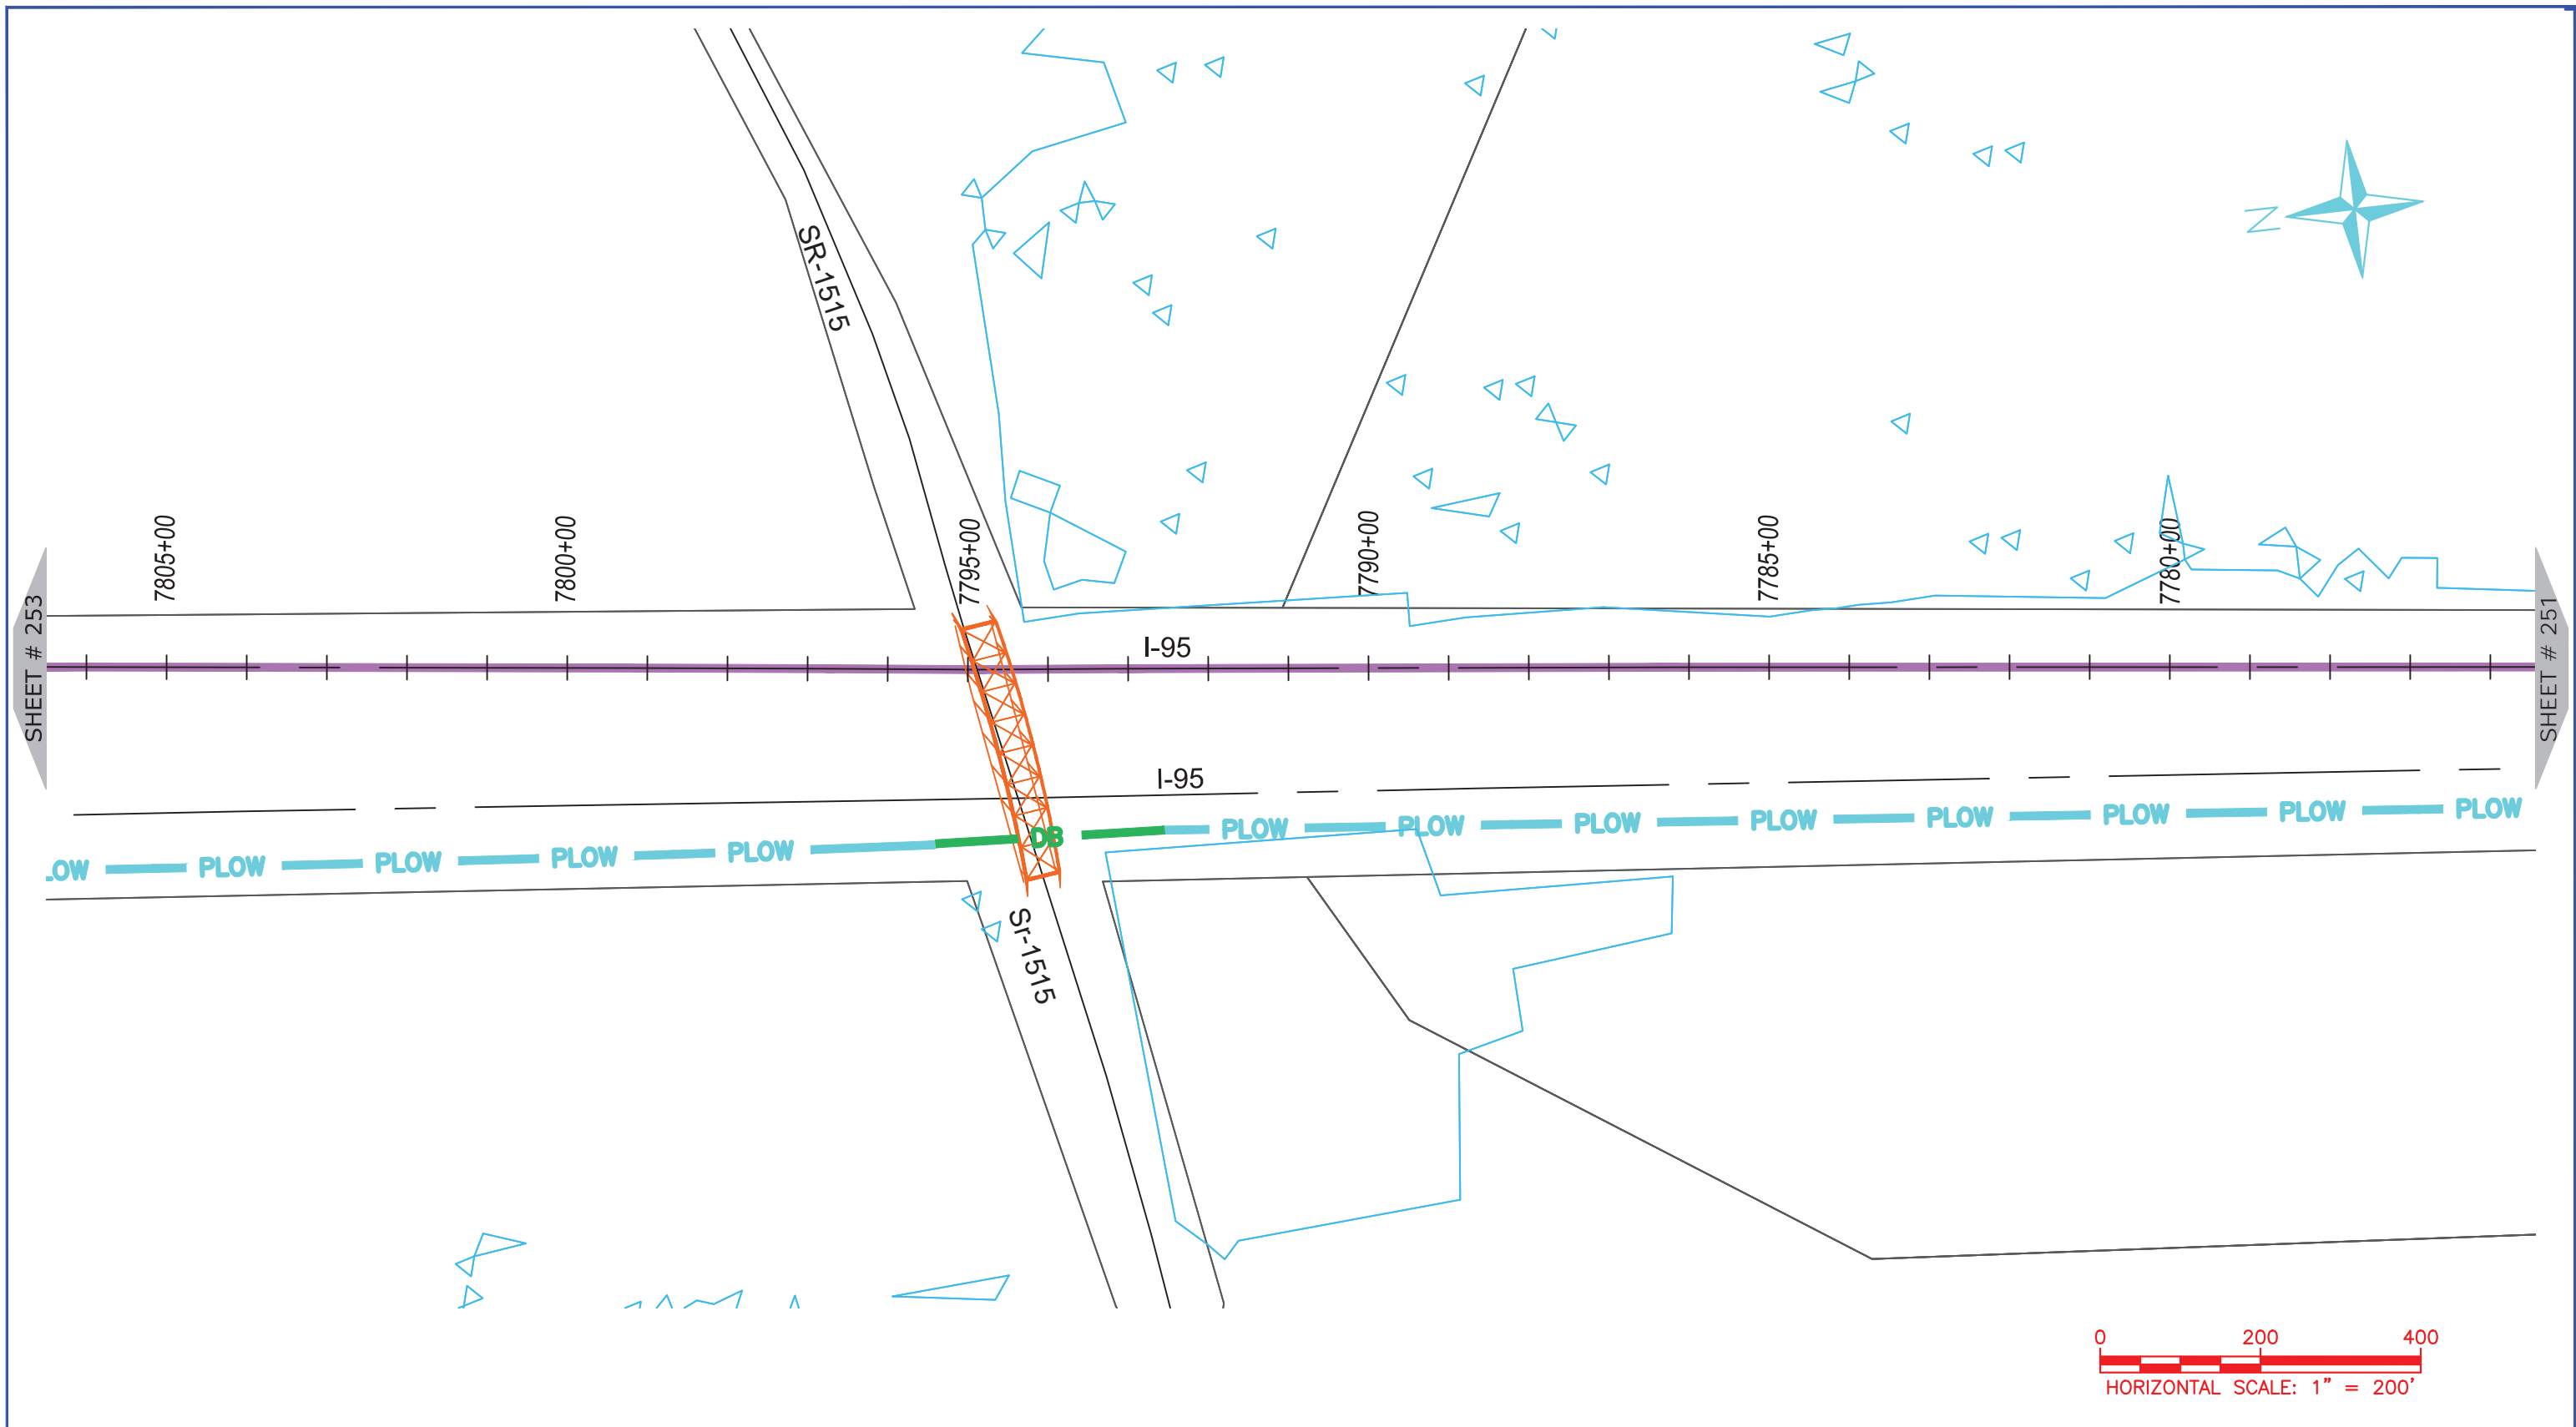 SR-1515
N
7805+00
7800+00
7795+00
7790+00
7785+00
7780+00
SHEET # 253
SHEET # 251
I-95
I-95
LOW PLOW PLOW PLOW PLOW DB PLOW PLOW PLOW PLOW PLOW PLOW PLOW PLOW
Sr-1515
0 200 400
HORIZONTAL SCALE: 1" = 200'